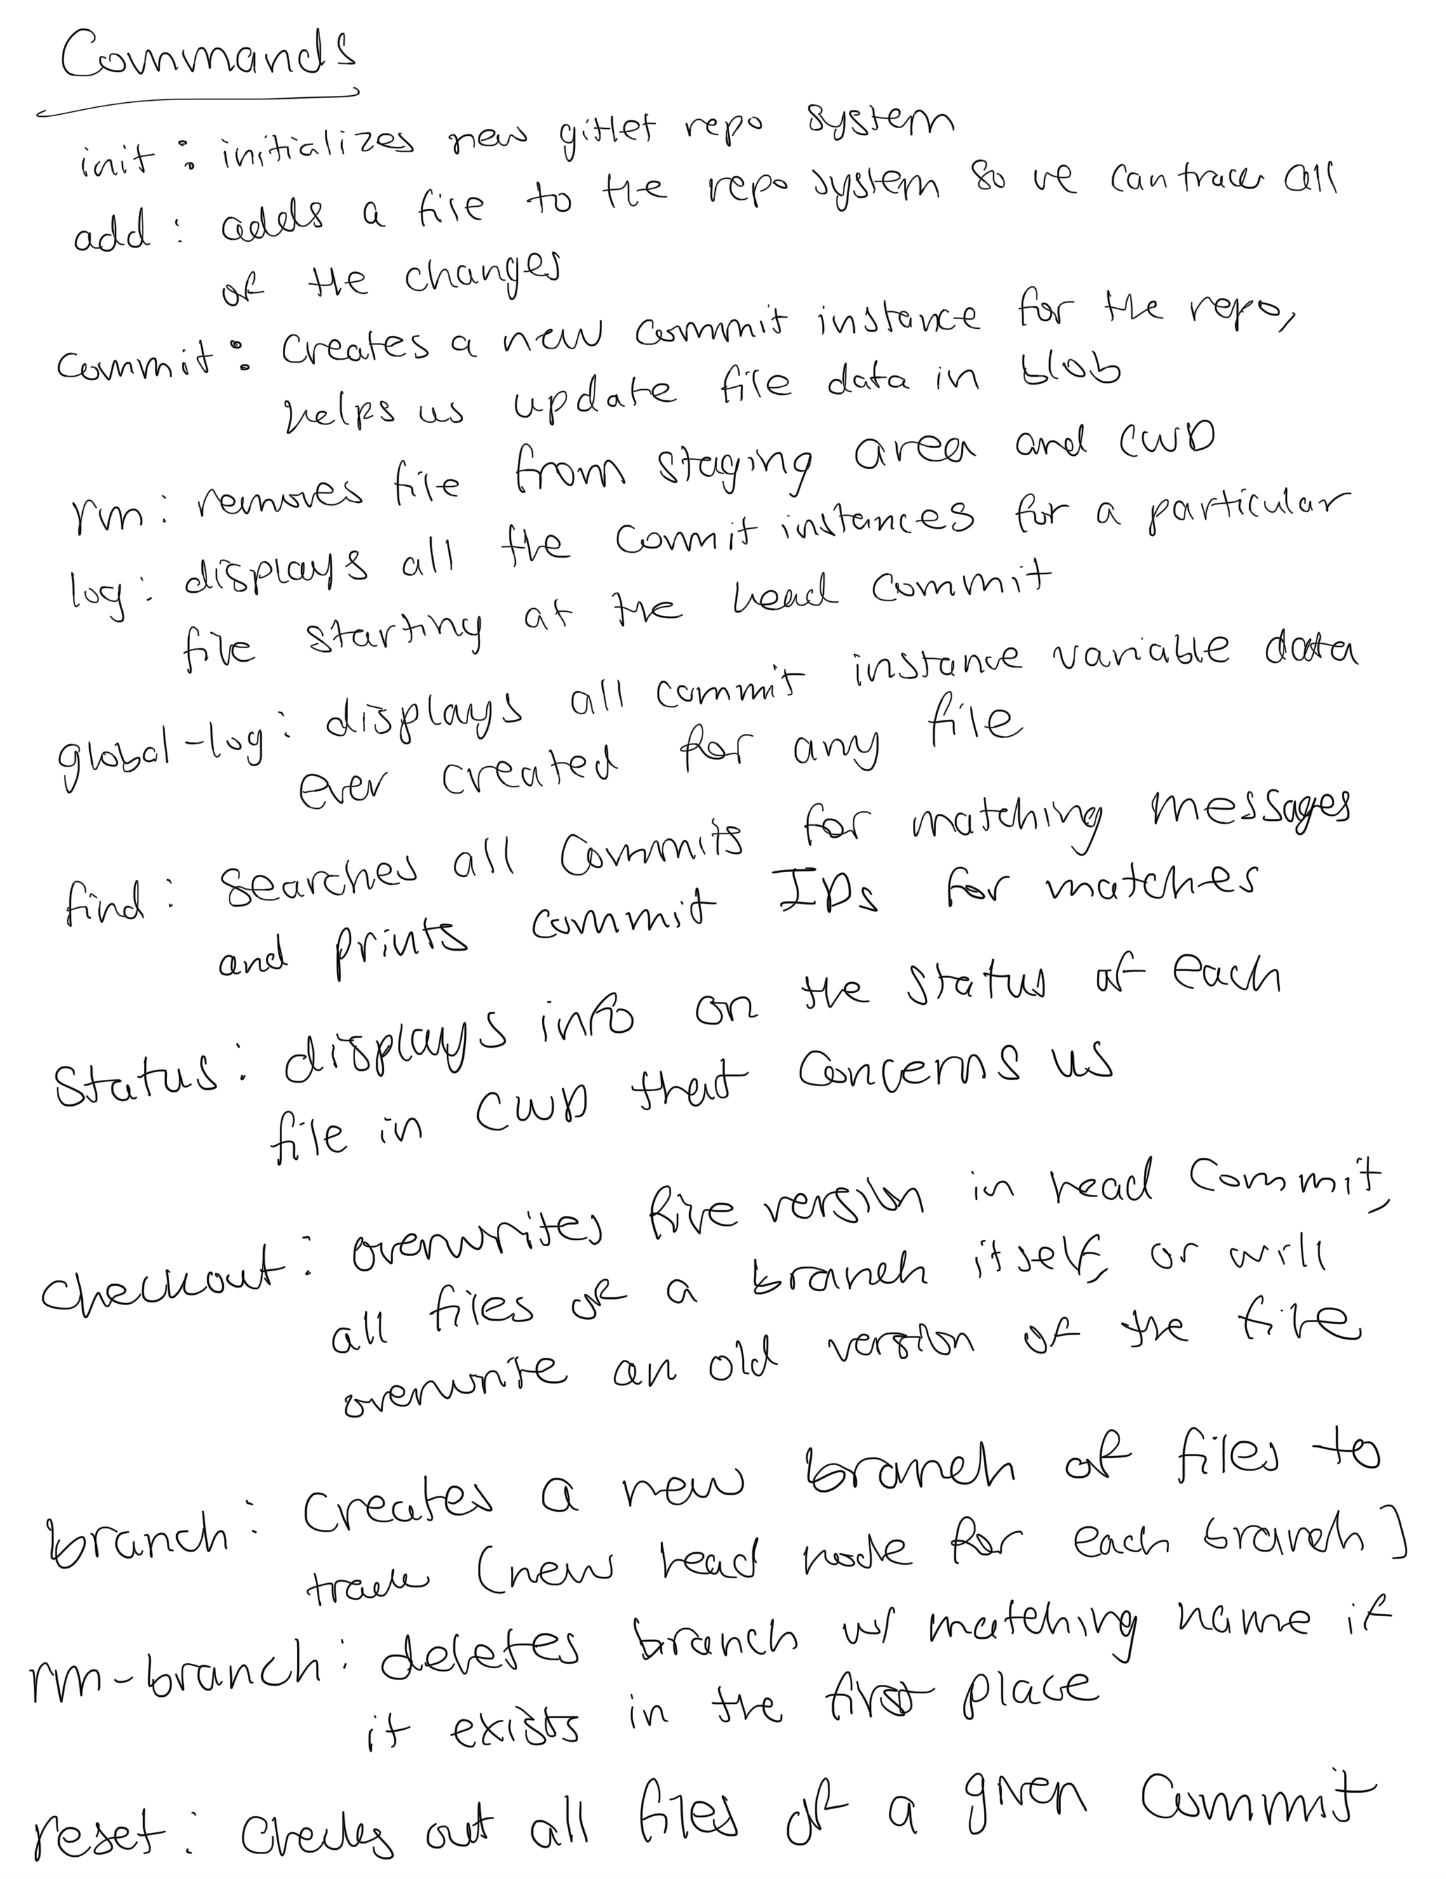 Commands
init : initializes new gitlet repo system
add : adds a file to the repo system so we can track all
of the changes
commit : creates a new commit instance for the repo,
helps us update file data in blob
rm : removes file from staging area and CWD
log : displays all the commit instances for a particular
file starting at the head commit
global-log : displays all commit instance variable data
ever created for any file
find : Searches all Commits for matching messages
and prints commit IDs for matches
Status : displays info on the status of each
file in CWD that concerns us
Checkout : overwrites file version in head Commit,
all files of a branch itself, or will
overwrite an old version of the file
branch : Creates a new branch of files to
track (new head node for each branch)
rm-branch : deletes branch w/ matching name if
it exists in the first place
reset : Checks out all files of a given Commit